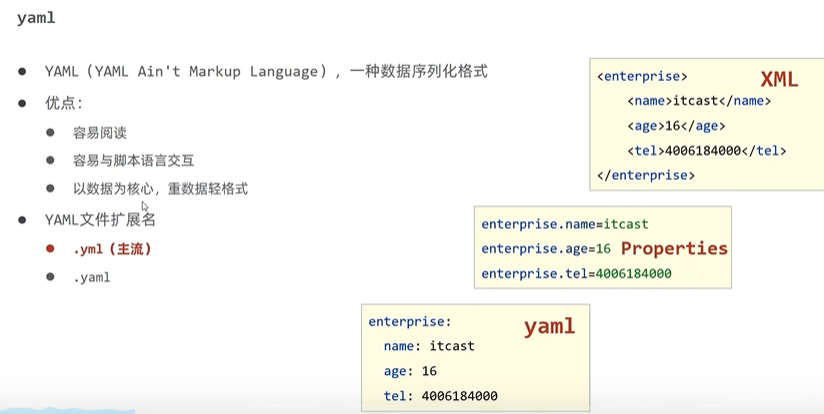 yaml
● YAML（YAML Ain't Markup Language），一种数据序列化格式
● 优点：
● 容易阅读
● 容易与脚本语言交互
● 以数据为核心，重数据轻格式
● YAML文件扩展名
● .yml（主流）
● .yaml
<enterprise>
XML
<name>itcast</name>
<age>16</age>
<tel>4006184000</tel>
</enterprise>
enterprise.name=itcast
enterprise.age=16
Properties
enterprise.tel=4006184000
enterprise:
yaml
name: itcast
age: 16
tel: 4006184000